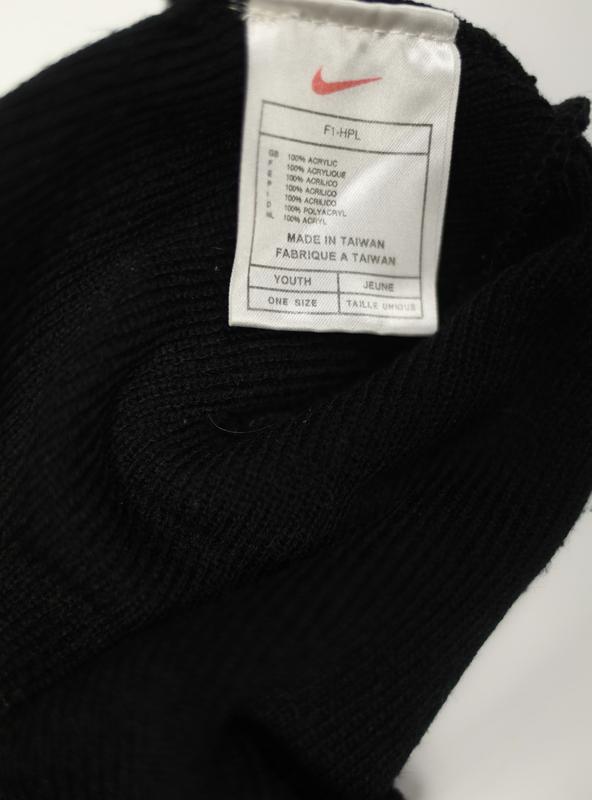 F1-HPL
GB 100% ACRYLIC
F 100% ACRYLIQUE
E 100% ACRILICO
P 100% ACRILICO
I 100% ACRILICO
D 100% POLYACRYL
NL 100% ACRYL
MADE IN TAIWAN
FABRIQUE A TAIWAN
YOUTH JEUNE
ONE SIZE TAILLE UNIQUE